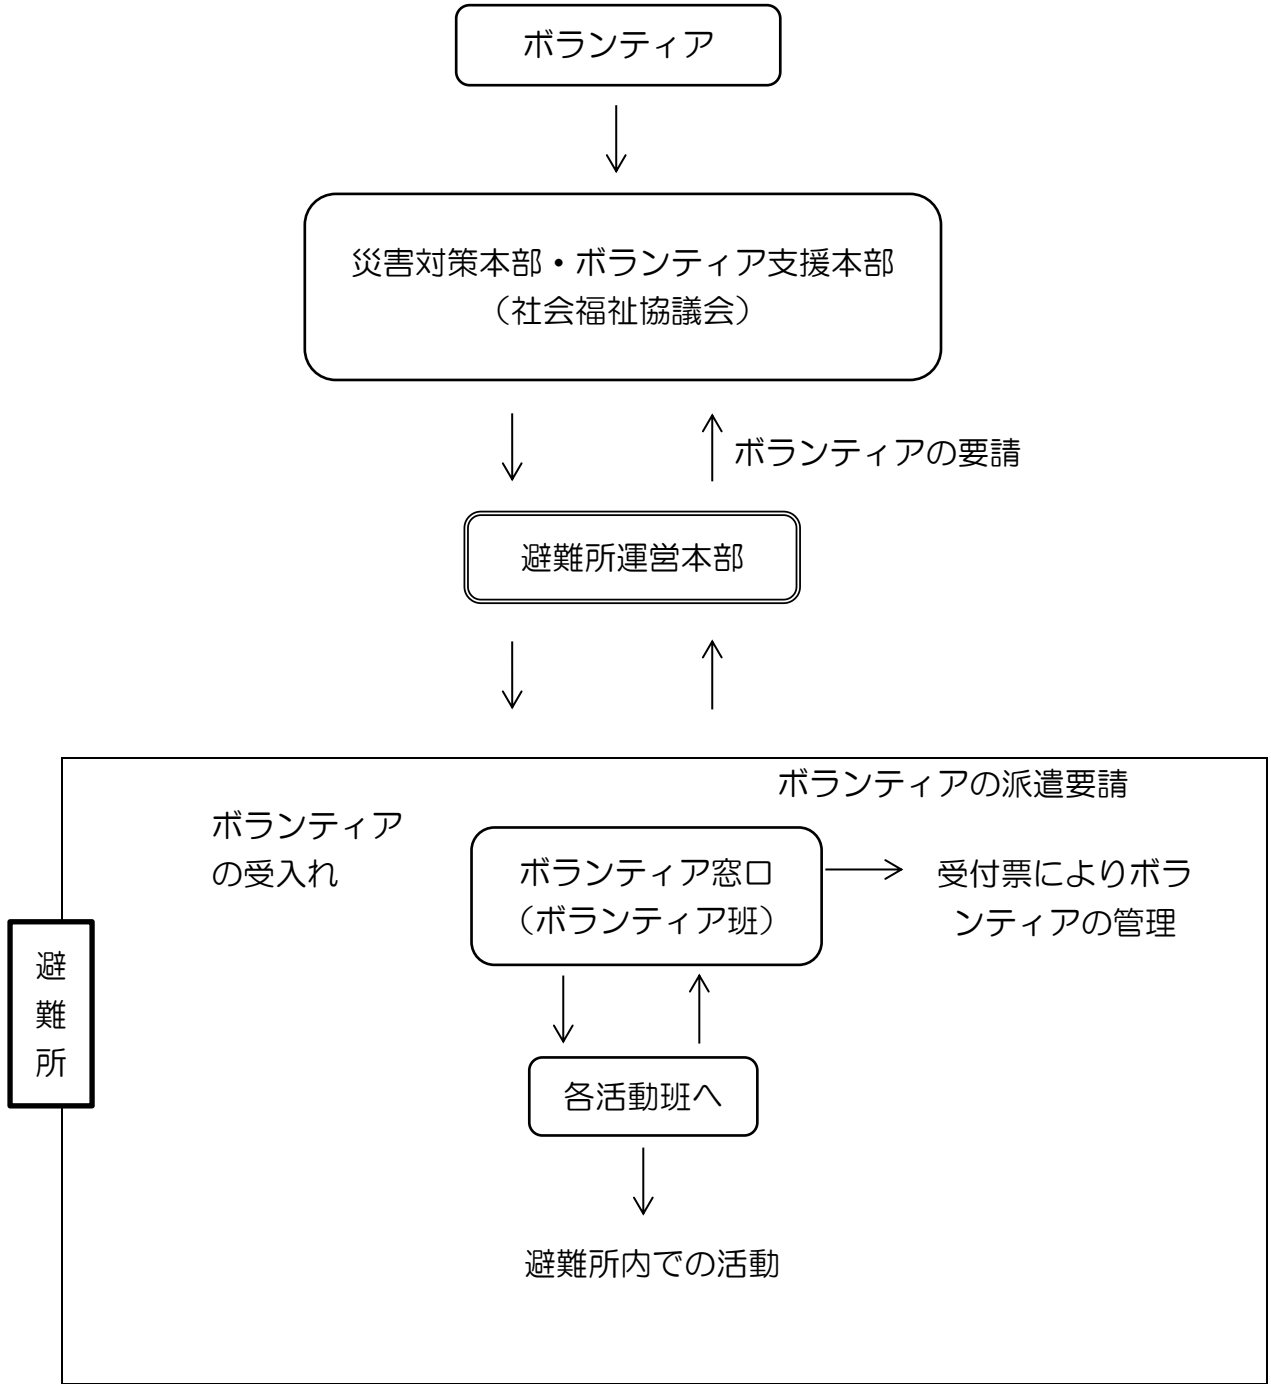 ボランティア
災害対策本部・ボランティア支援本部
（社会福祉協議会）
ボランティアの要請
避難所運営本部
ボランティアの派遣要請
ボランティア
の受入れ
ボランティア窓口
（ボランティア班）
受付票によりボラ
ンティアの管理
避
難
所
各活動班へ
避難所内での活動